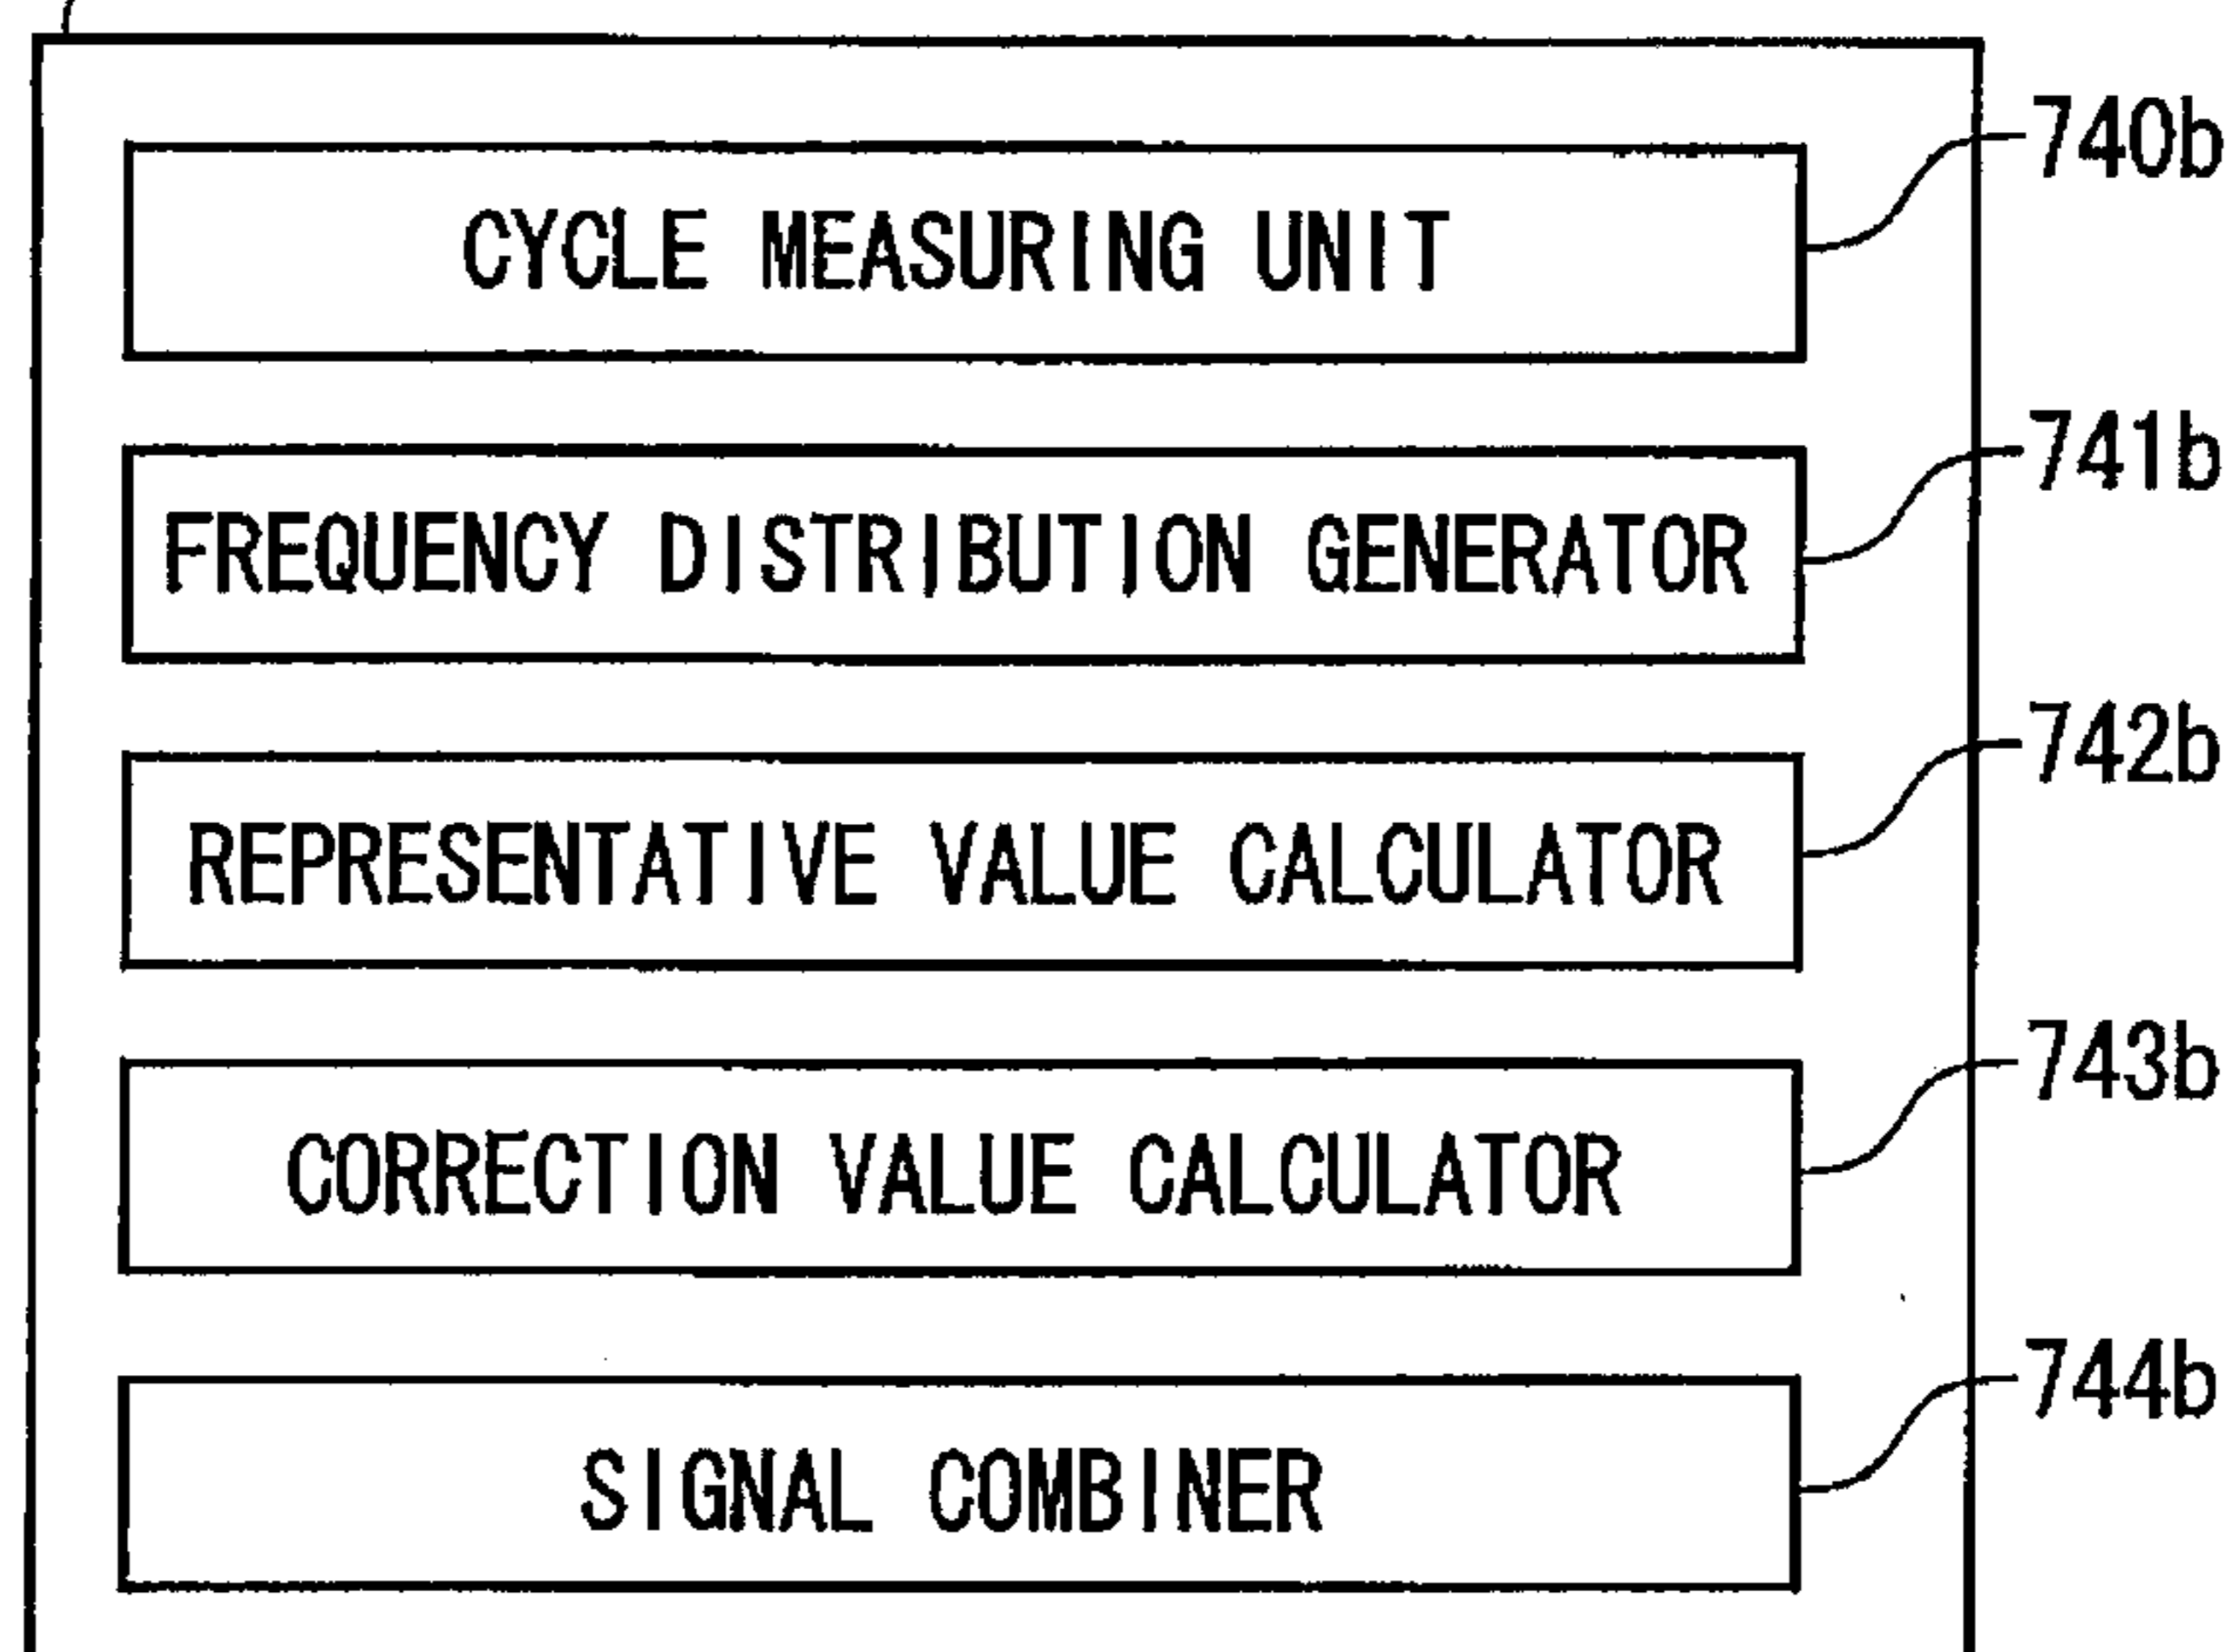 740b
CYCLE MEASURING UNIT
741b
FREQUENCY DISTRIBUTION GENERATOR
742b
REPRESENTATIVE VALUE CALCULATOR
743b
CORRECTION VALUE CALCULATOR
744b
SIGNAL COMBINER